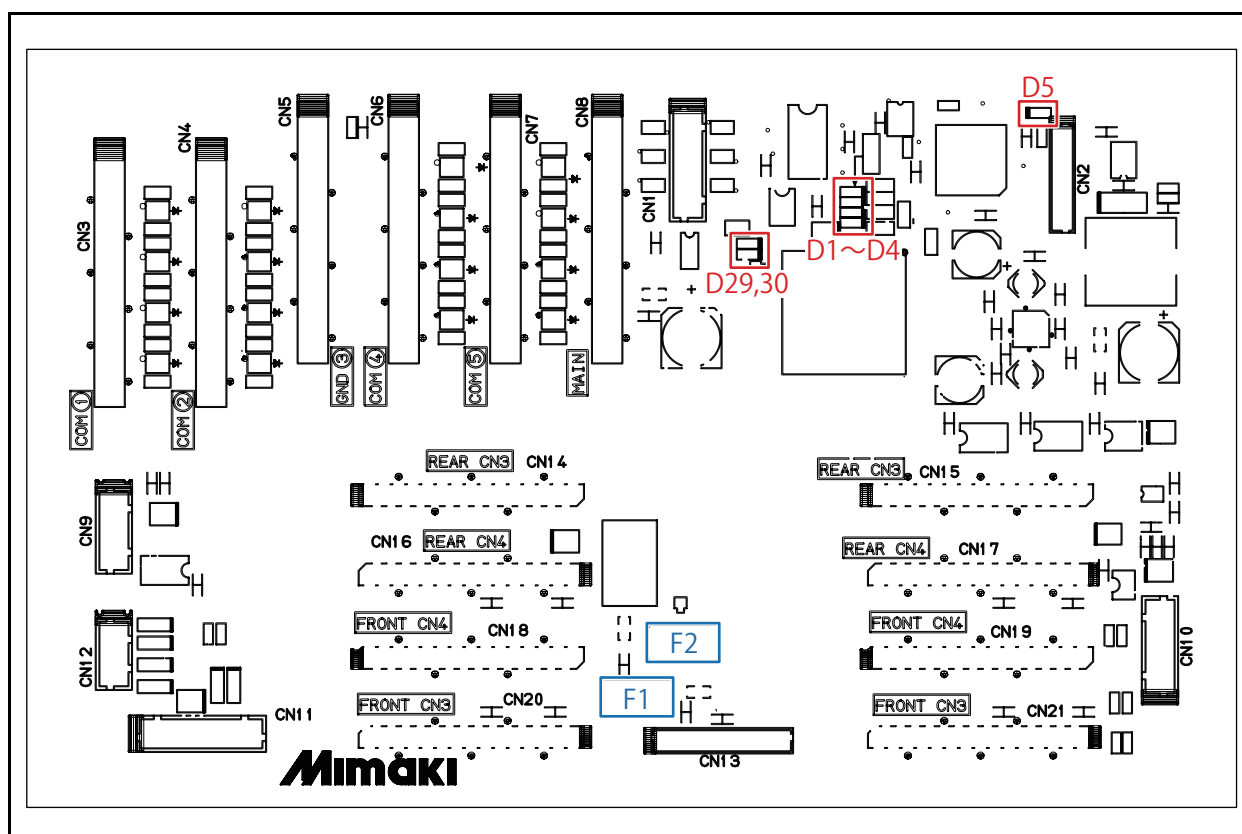 D5
CN5
CN6
CN8
CN4
CN7
CN2
CN1
CN3
D1~D4
D29,30
+
+
+
GND ③
COM ④
COM ⑤
MAIN
COM ①
COM ②
REAR CN3
CN14
REAR CN3
CN15
CN9
CN16
REAR CN4
REAR CN4
CN17
FRONT CN4
CN18
F2
FRONT CN4
CN19
CN10
CN12
F1
FRONT CN3
CN20
FRONT CN3
CN21
CN11
CN13
Mimaki